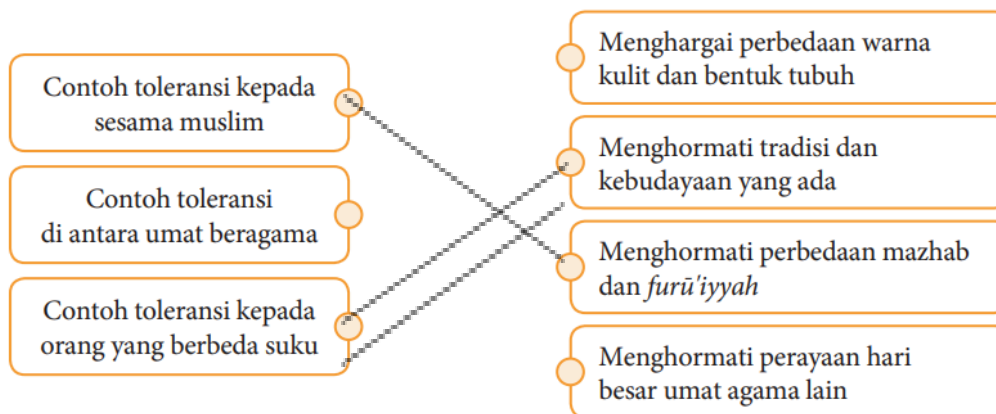 Contoh toleransi kepada
sesama muslim
Contoh toleransi
di antara umat beragama
Contoh toleransi kepada
orang yang berbeda suku
Menghargai perbedaan warna
kulit dan bentuk tubuh
Menghormati tradisi dan
kebudayaan yang ada
Menghormati perbedaan mazhab
dan furū'iyyah
Menghormati perayaan hari
besar umat agama lain